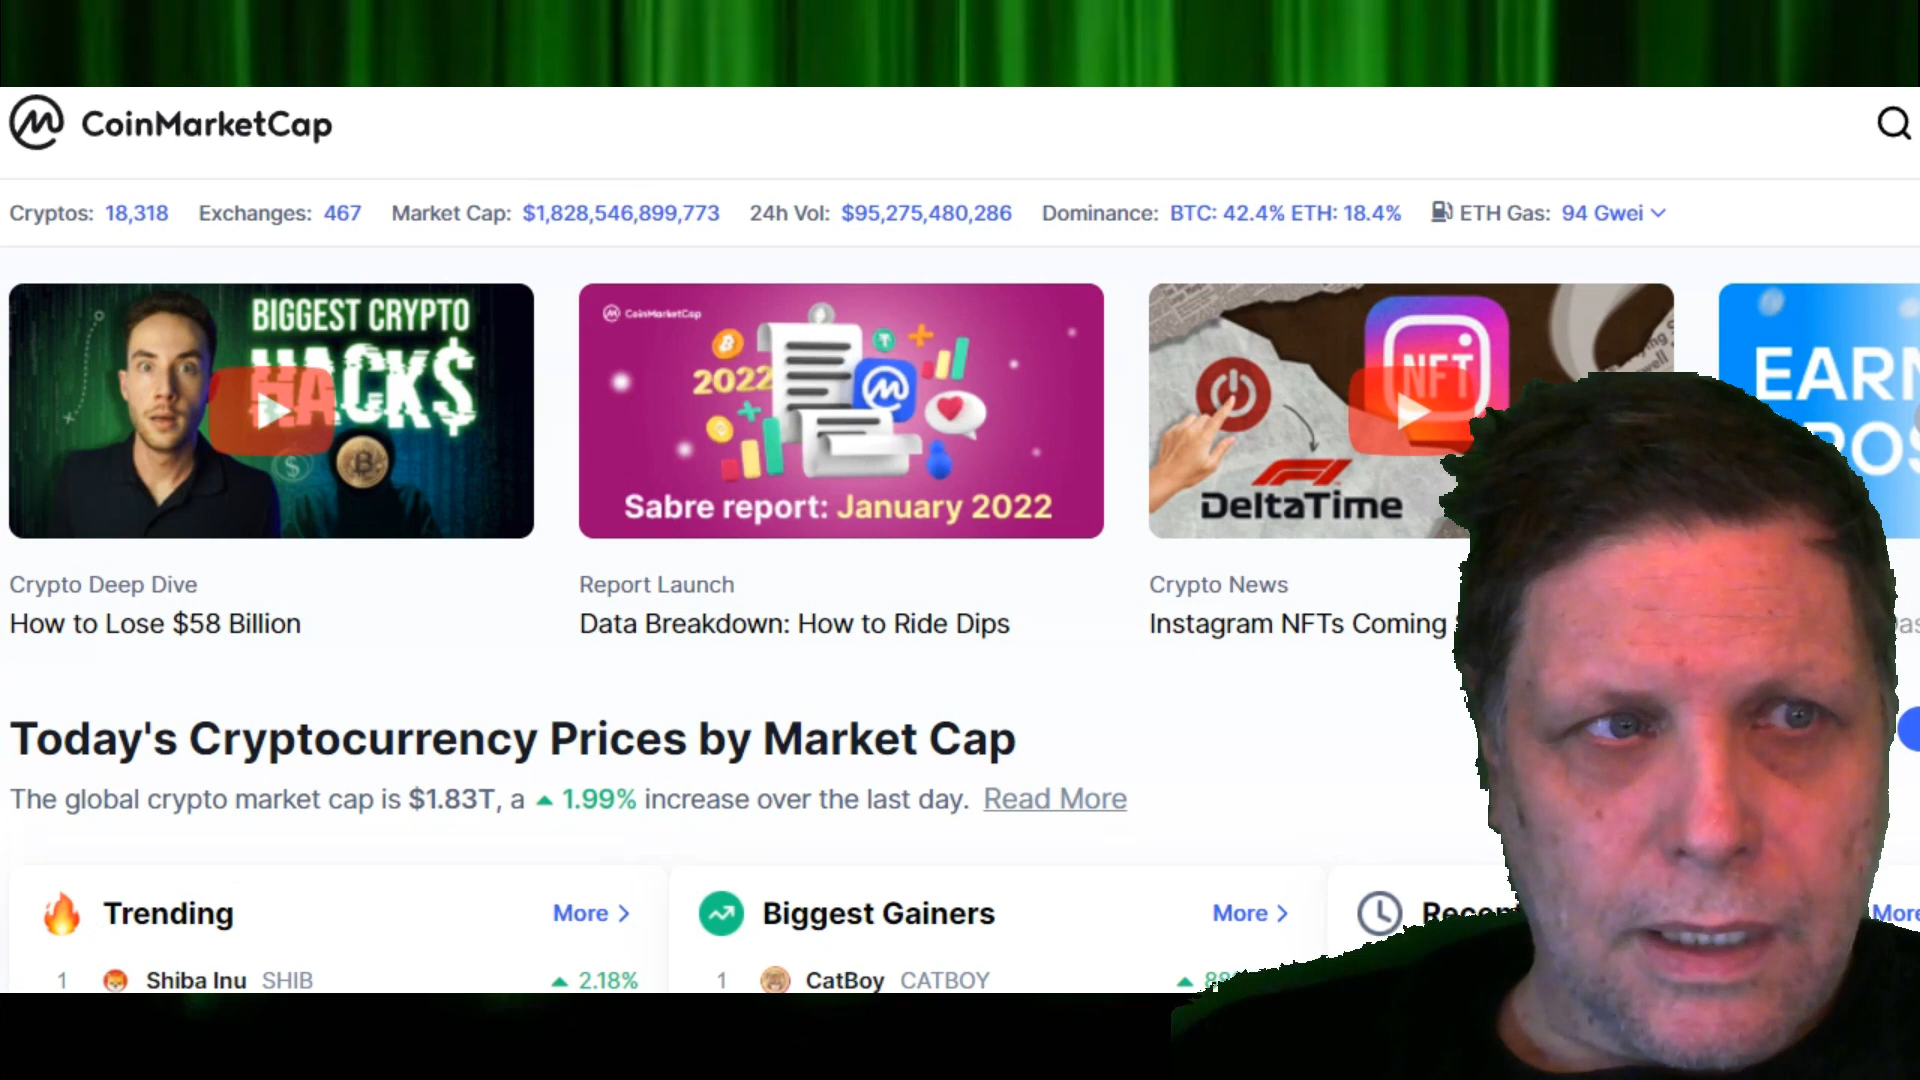 CoinMarketCap
Cryptos: 18,318 Exchanges: 467 Market Cap: $1,828,546,899,773 24h Vol: $95,275,480,286 Dominance: BTC: 42.4% ETH: 18.4% ETH Gas: 94 Gwei
BIGGEST CRYPTO
HACK$
CoinMarketCap
2022
Sabre report: January 2022
NFT
DeltaTime
EARN
Crypto Deep Dive
How to Lose $58 Billion
Report Launch
Data Breakdown: How to Ride Dips
Crypto News
Instagram NFTs Coming
Today's Cryptocurrency Prices by Market Cap
The global crypto market cap is $1.83T, a 1.99% increase over the last day. Read More
Trending More
1 Shiba Inu SHIB 2.18%
Biggest Gainers More
1 CatBoy CATBOY
More